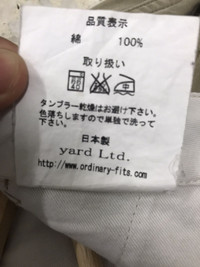 品質表示
綿 100%
取り扱い
タンブラー乾燥はお避け下さい。
色落ちしますので単独で洗って
下さい。
日本製
yard Ltd.
http://www.ordinary-fits.com